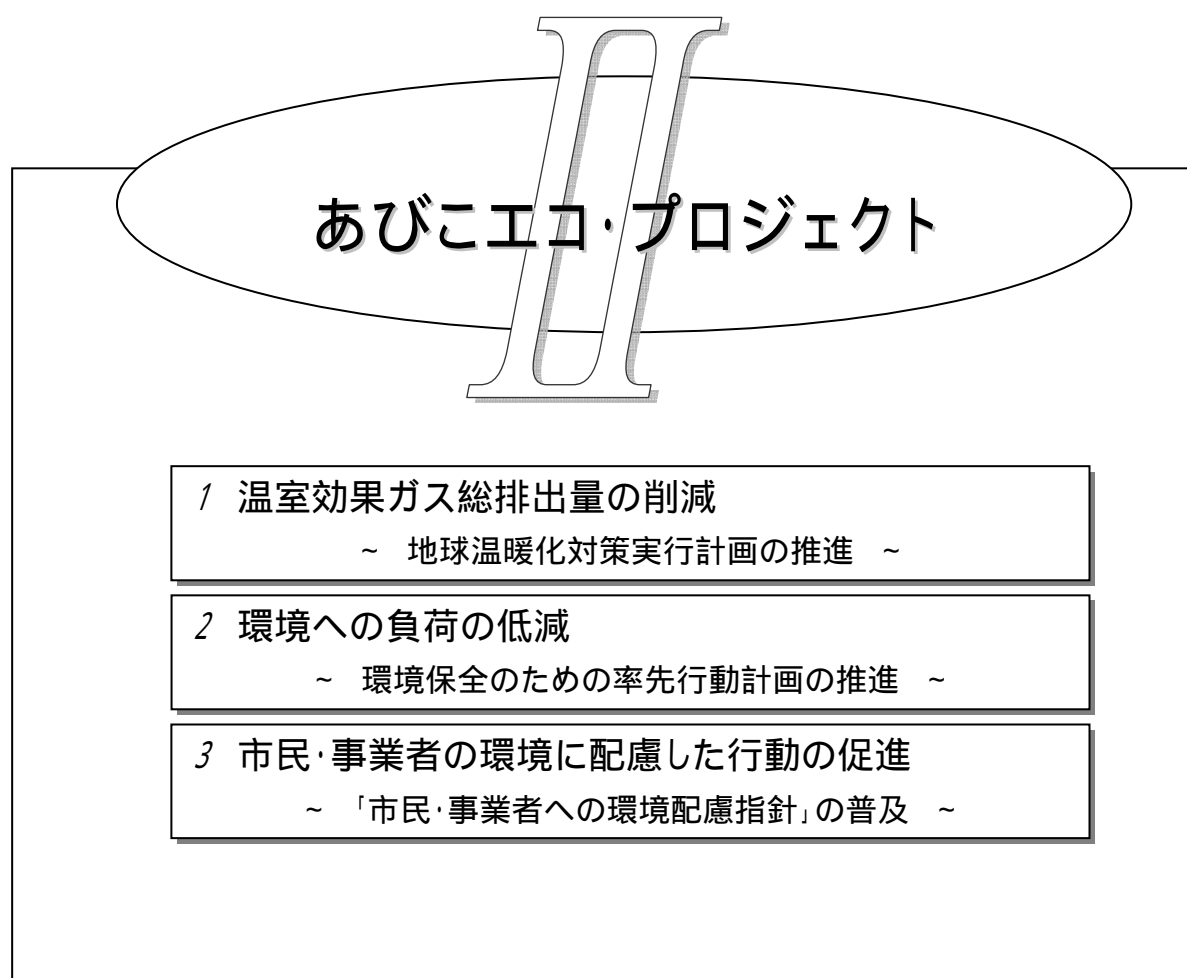 あびこエコ・プロジェクト
Ⅱ
1 温室効果ガス総排出量の削減
~ 地球温暖化対策実行計画の推進 ~
2 環境への負荷の低減
~ 環境保全のための率先行動計画の推進 ~
3 市民・事業者の環境に配慮した行動の促進
~ 「市民・事業者への環境配慮指針」の普及 ~